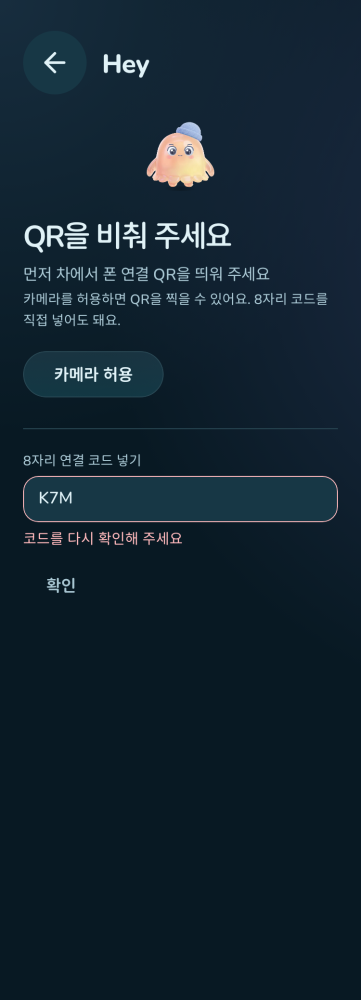 Hey
QR을 비춰 주세요
먼저 차에서 폰 연결 QR을 띄워 주세요
카메라를 허용하면 QR을 찍을 수 있어요. 8자리 코드를
직접 넣어도 돼요.
카메라 허용
8자리 연결 코드 넣기
K7M
코드를 다시 확인해 주세요
확인